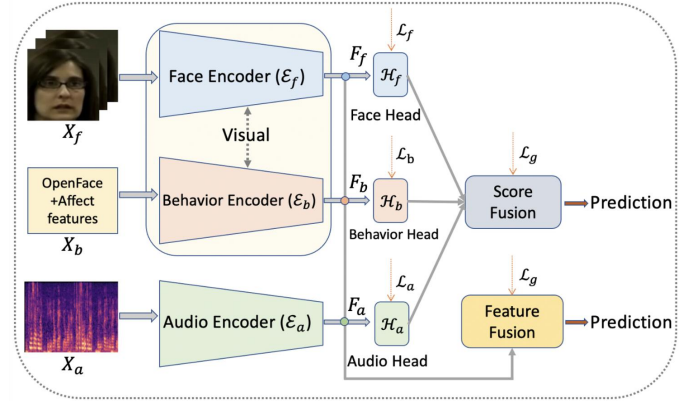 X_f
Face Encoder (ℰ_f)
F_f
ℒ_f
ℋ_f
Face Head
Visual
OpenFace
+Affect
features
X_b
Behavior Encoder (ℰ_b)
F_b
ℒ_b
ℋ_b
Behavior Head
ℒ_g
Score
Fusion
Prediction
X_a
Audio Encoder (ℰ_a)
F_a
ℒ_a
ℋ_a
Audio Head
ℒ_g
Feature
Fusion
Prediction